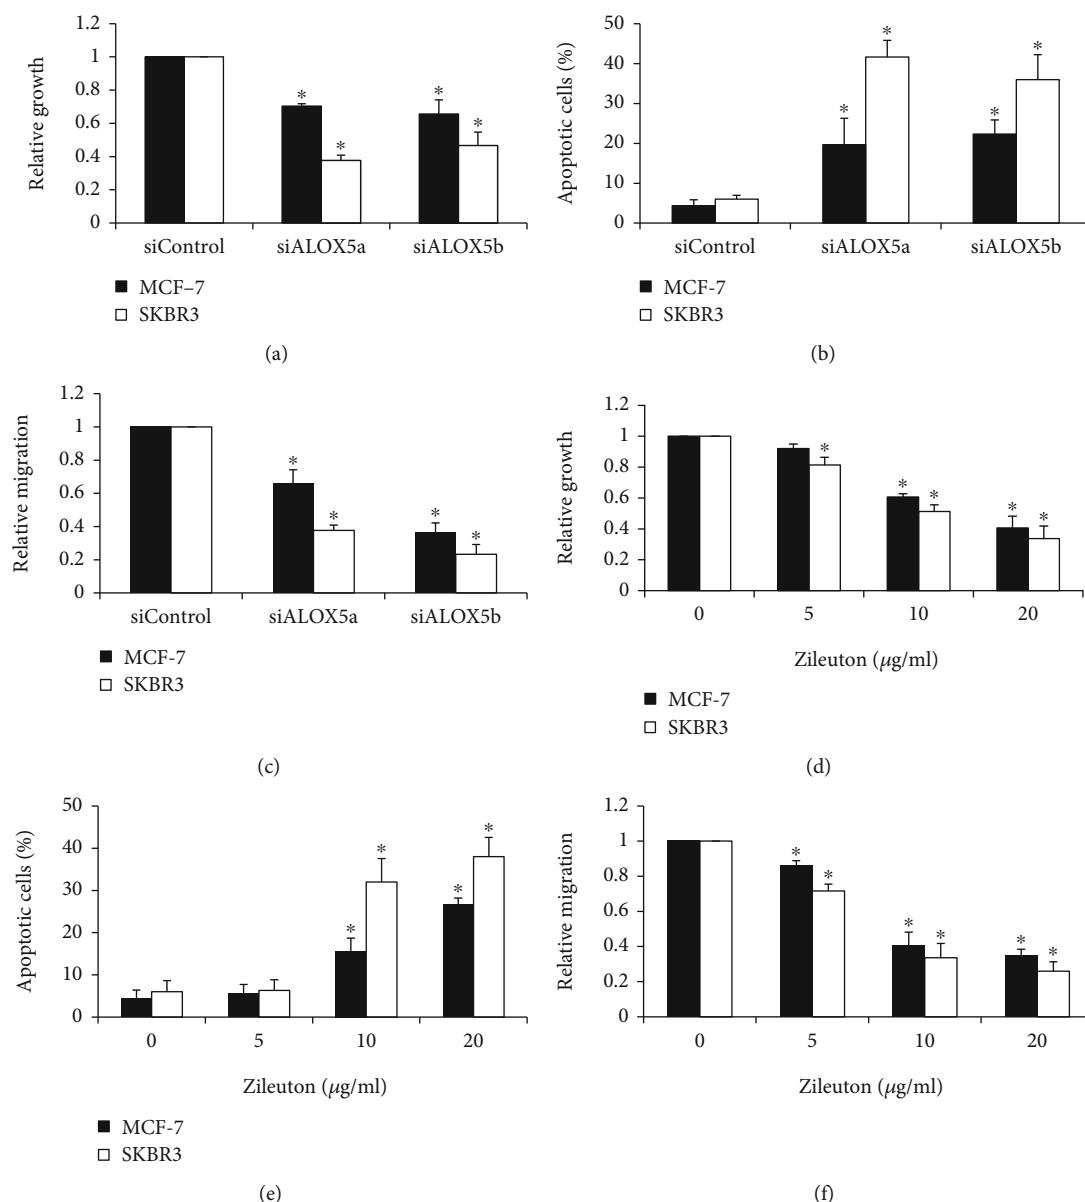 1.2
1
0.8
0.6
0.4
0.2
0
Relative growth
* * * *
siControl siALOX5a siALOX5b
MCF–7
SKBR3
(a)
50
40
30
20
10
0
Apoptotic cells (%)
* * * *
siControl siALOX5a siALOX5b
MCF-7
SKBR3
(b)
1.2
1
0.8
0.6
0.4
0.2
0
Relative migration
* * * *
siControl siALOX5a siALOX5b
MCF-7
SKBR3
(c)
1.2
1
0.8
0.6
0.4
0.2
0
Relative growth
* * * * *
0 5 10 20
Zileuton (μg/ml)
MCF-7
SKBR3
(d)
50
40
30
20
10
0
Apoptotic cells (%)
* * * *
0 5 10 20
Zileuton (μg/ml)
MCF-7
SKBR3
(e)
1.2
1
0.8
0.6
0.4
0.2
0
Relative migration
* * * * * *
0 5 10 20
Zileuton (μg/ml)
(f)